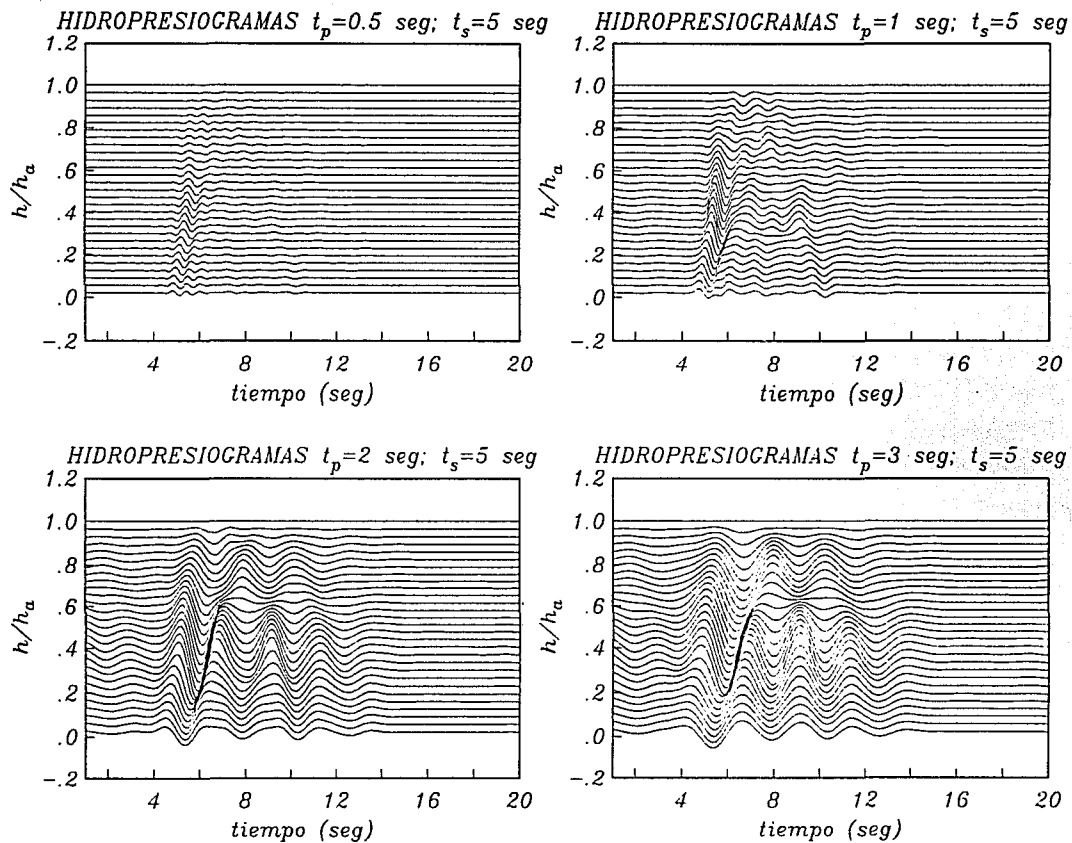 HIDROPRESIOGRAMAS t_p=0.5 seg; t_s=5 seg
1.2
1.0
.8
.6
.4
.2
.0
-.2
h/h_a
4 8 12 16 20
tiempo (seg)
HIDROPRESIOGRAMAS t_p=1 seg; t_s=5 seg
1.2
1.0
.8
.6
.4
.2
.0
-.2
h/h_a
4 8 12 16 20
tiempo (seg)
HIDROPRESIOGRAMAS t_p=2 seg; t_s=5 seg
1.2
1.0
.8
.6
.4
.2
.0
-.2
h/h_a
4 8 12 16 20
tiempo (seg)
HIDROPRESIOGRAMAS t_p=3 seg; t_s=5 seg
1.2
1.0
.8
.6
.4
.2
.0
-.2
h/h_a
4 8 12 16 20
tiempo (seg)